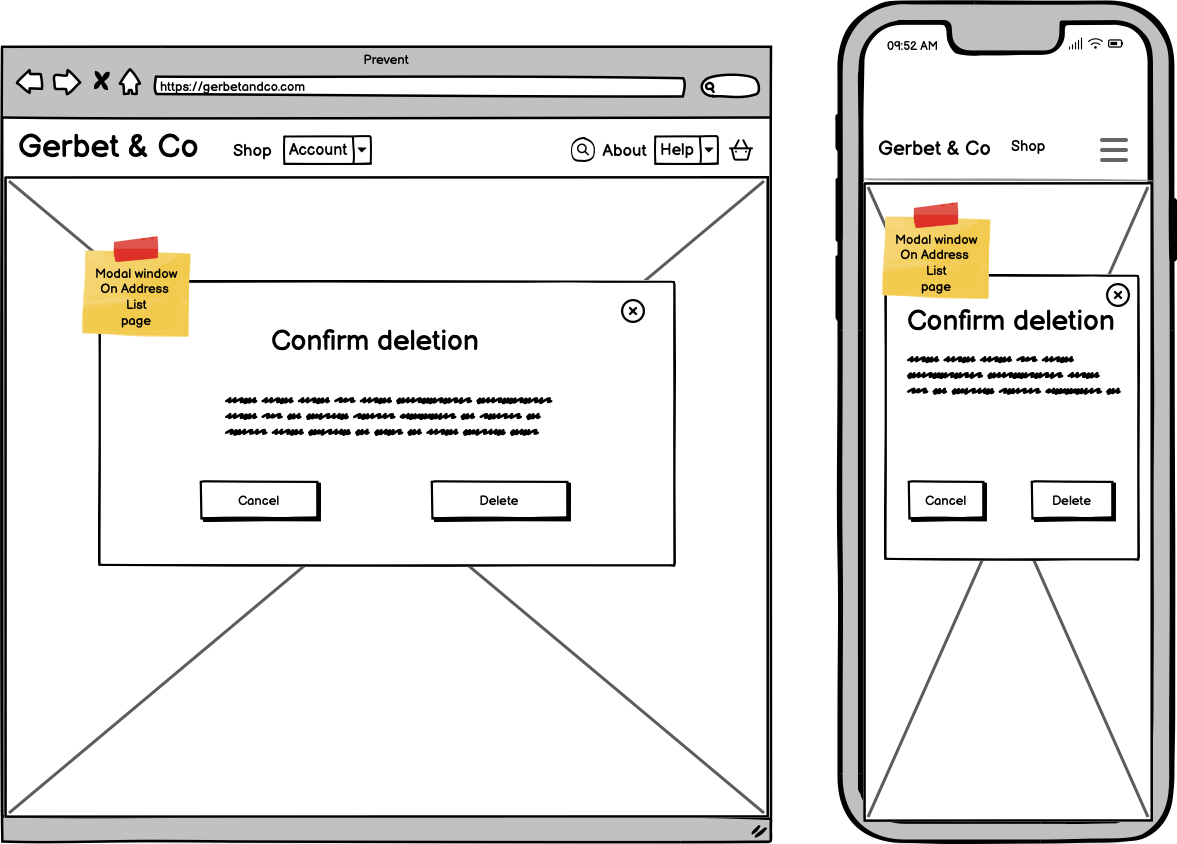 Prevent
https://gerbetandco.com
Gerbet & Co
Shop
Account
About
Help
Modal window
On Address
List
page
Confirm deletion
Cancel
Delete
09:52 AM
Gerbet & Co
Shop
Modal window
On Address
List
page
Confirm deletion
Cancel
Delete